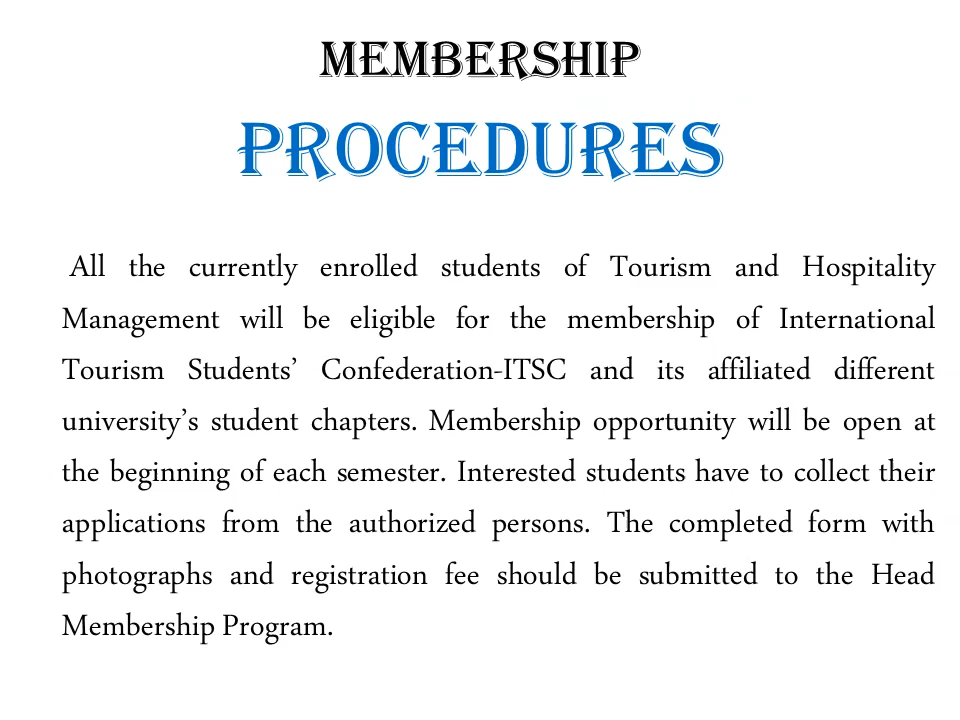 MEMBERSHIP
PROCEDURES
All the currently enrolled students of Tourism and Hospitality
Management will be eligible for the membership of International
Tourism Students’ Confederation-ITSC and its affiliated different
university’s student chapters. Membership opportunity will be open at
the beginning of each semester. Interested students have to collect their
applications from the authorized persons. The completed form with
photographs and registration fee should be submitted to the Head
Membership Program.